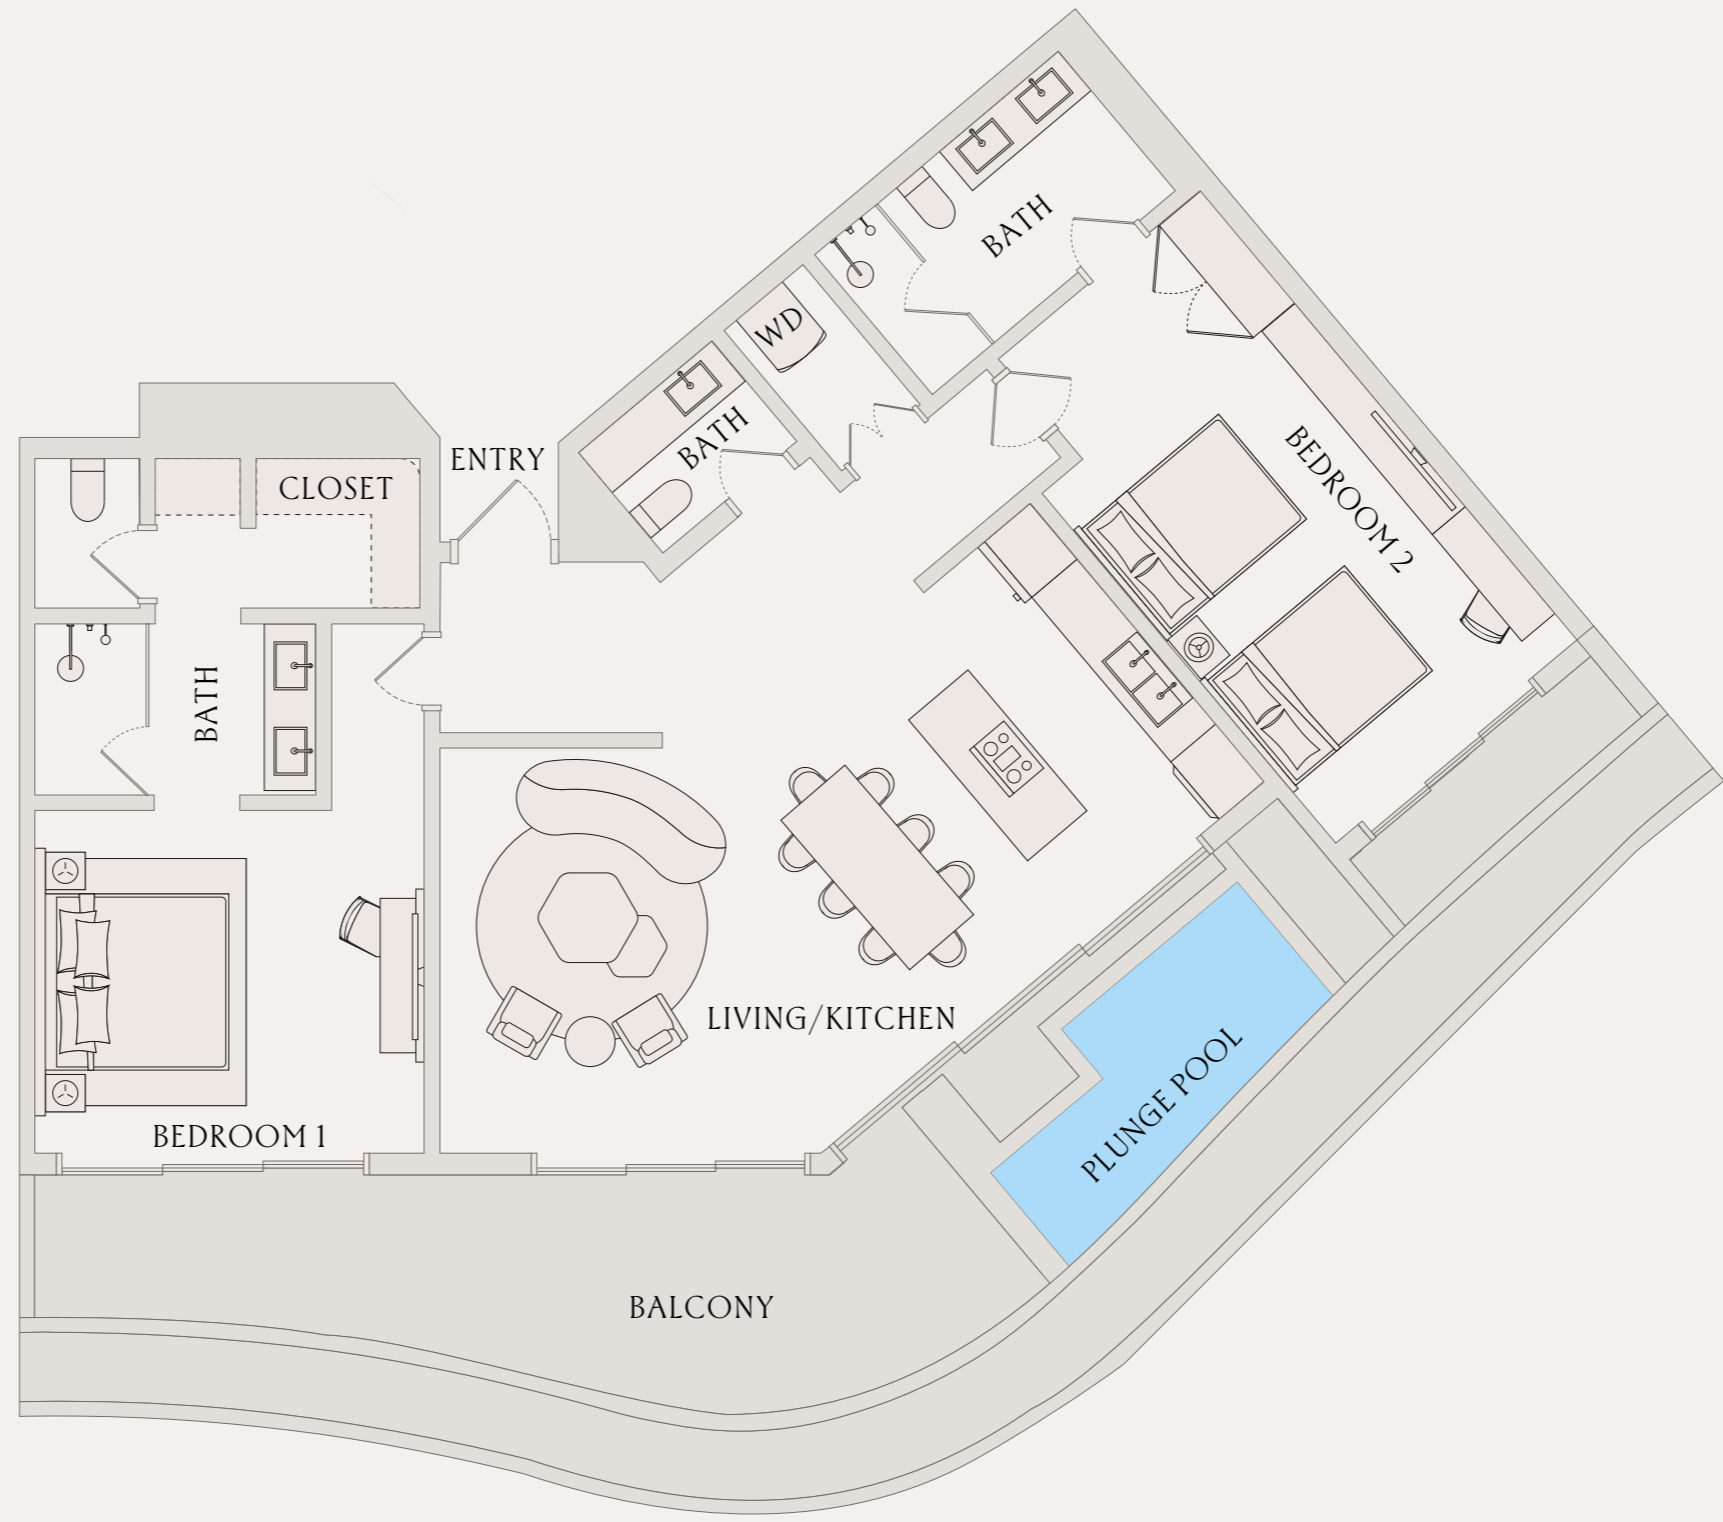 BATH
WD
BATH
ENTRY
CLOSET
BEDROOM 2
BATH
LIVING/KITCHEN
PLUNGE POOL
BEDROOM 1
BALCONY